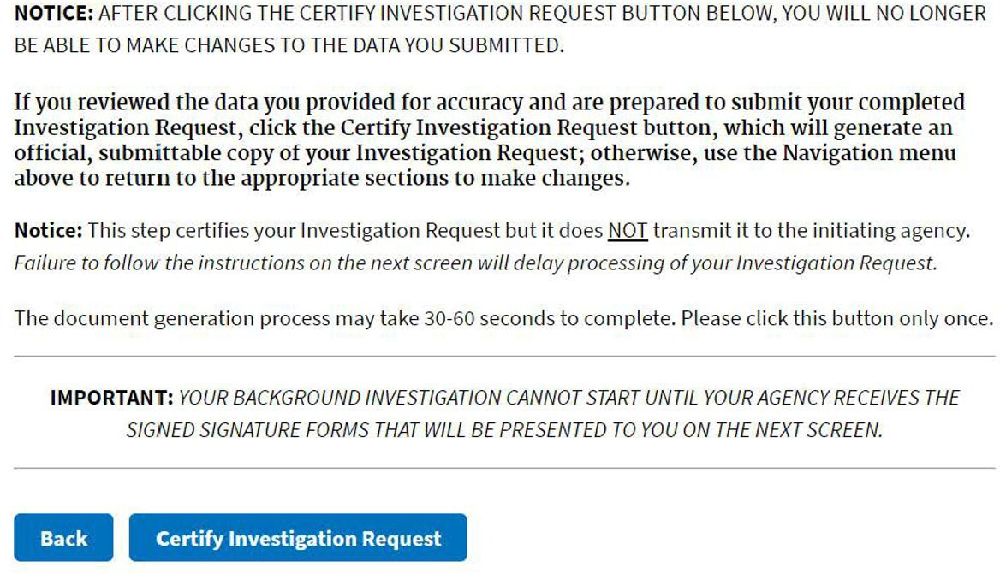 NOTICE: AFTER CLICKING THE CERTIFY INVESTIGATION REQUEST BUTTON BELOW, YOU WILL NO LONGER
BE ABLE TO MAKE CHANGES TO THE DATA YOU SUBMITTED.
If you reviewed the data you provided for accuracy and are prepared to submit your completed
Investigation Request, click the Certify Investigation Request button, which will generate an
official, submittable copy of your Investigation Request; otherwise, use the Navigation menu
above to return to the appropriate sections to make changes.
Notice: This step certifies your Investigation Request but it does NOT transmit it to the initiating agency.
Failure to follow the instructions on the next screen will delay processing of your Investigation Request.
The document generation process may take 30-60 seconds to complete. Please click this button only once.
IMPORTANT: YOUR BACKGROUND INVESTIGATION CANNOT START UNTIL YOUR AGENCY RECEIVES THE
SIGNED SIGNATURE FORMS THAT WILL BE PRESENTED TO YOU ON THE NEXT SCREEN.
Back Certify Investigation Request